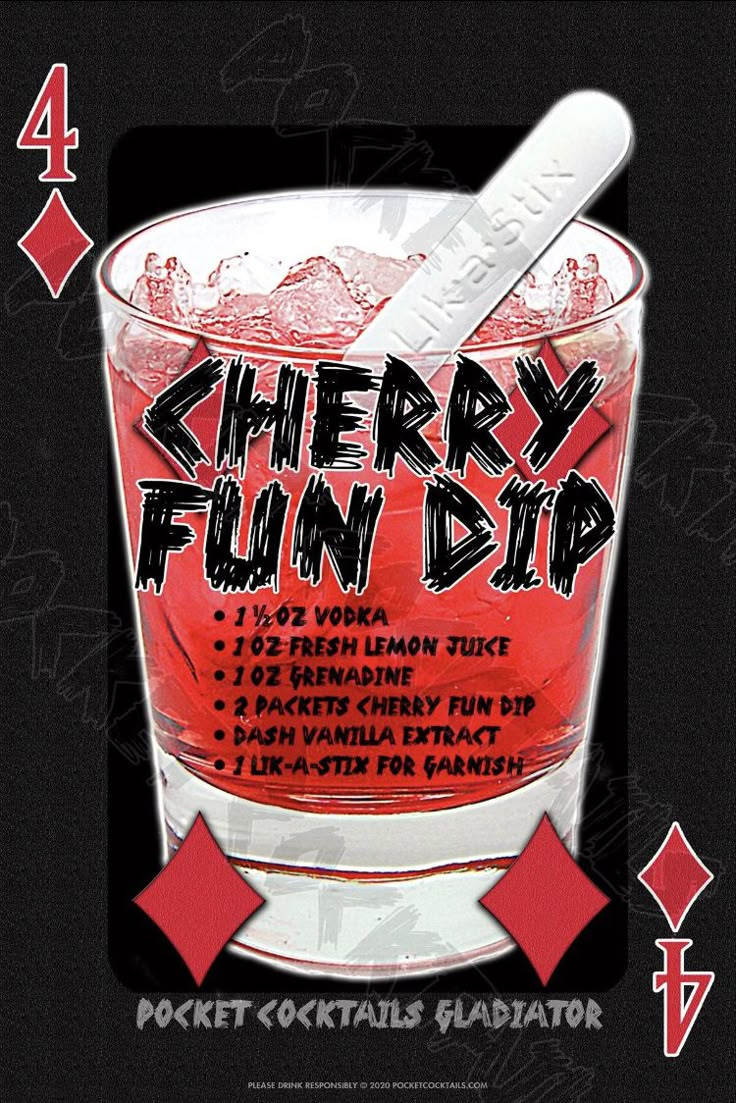 4
Lik-a-Stix
CHERRY
FUN DIP
• 1 ½ OZ VODKA
• 1 OZ FRESH LEMON JUICE
• 1 OZ GRENADINE
• 2 PACKETS CHERRY FUN DIP
• DASH VANILLA EXTRACT
• 1 LIK-A-STIX FOR GARNISH
4
POCKET COCKTAILS GLADIATOR
PLEASE DRINK RESPONSIBLY © 2020 POCKETCOCKTAILS.COM